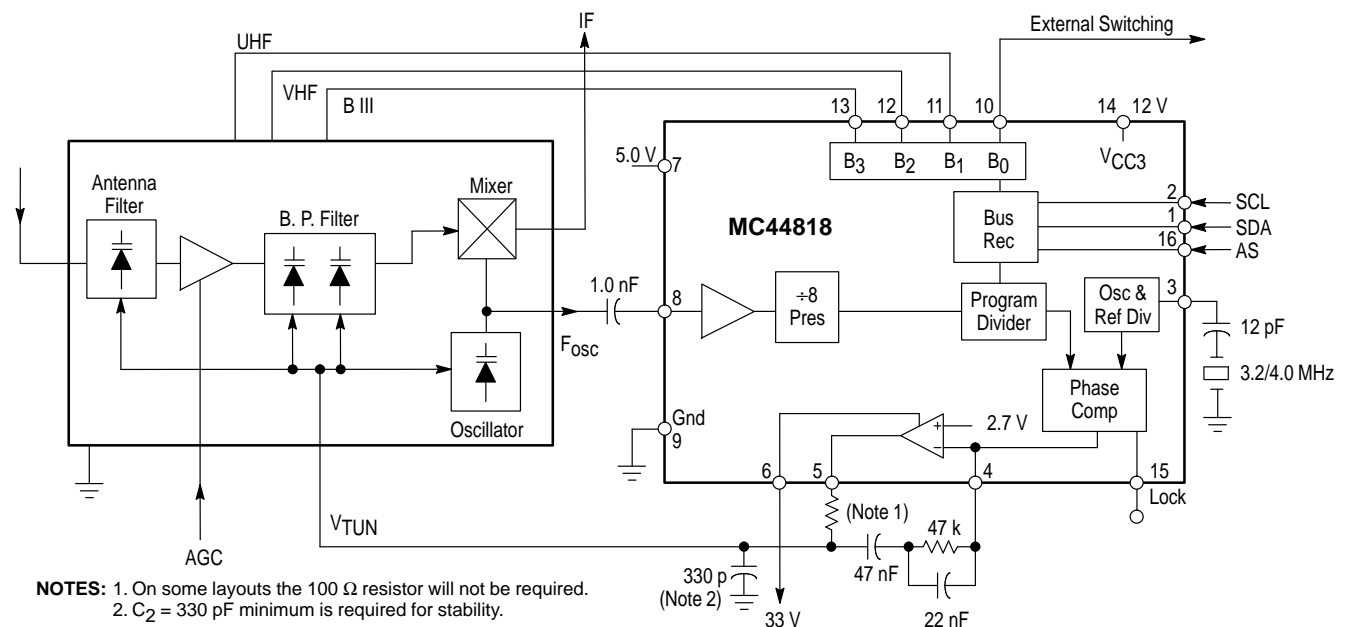 IF
External Switching
UHF
VHF
B III
13
12
11
10
14
12 V
B3
B2
B1
B0
VCC3
5.0 V
7
Antenna
Filter
B. P. Filter
Mixer
MC44818
Bus
Rec
2
SCL
1
SDA
16
AS
1.0 nF
8
÷8
Pres
Program
Divider
Osc &
Ref Div
3
12 pF
3.2/4.0 MHz
Fosc
Oscillator
Phase
Comp
Gnd
9
+
–
2.7 V
6
5
4
15
Lock
(Note 1)
47 k
VTUN
AGC
330 p
(Note 2)
47 nF
33 V
22 nF
NOTES: 1. On some layouts the 100 Ω resistor will not be required.
2. C2 = 330 pF minimum is required for stability.